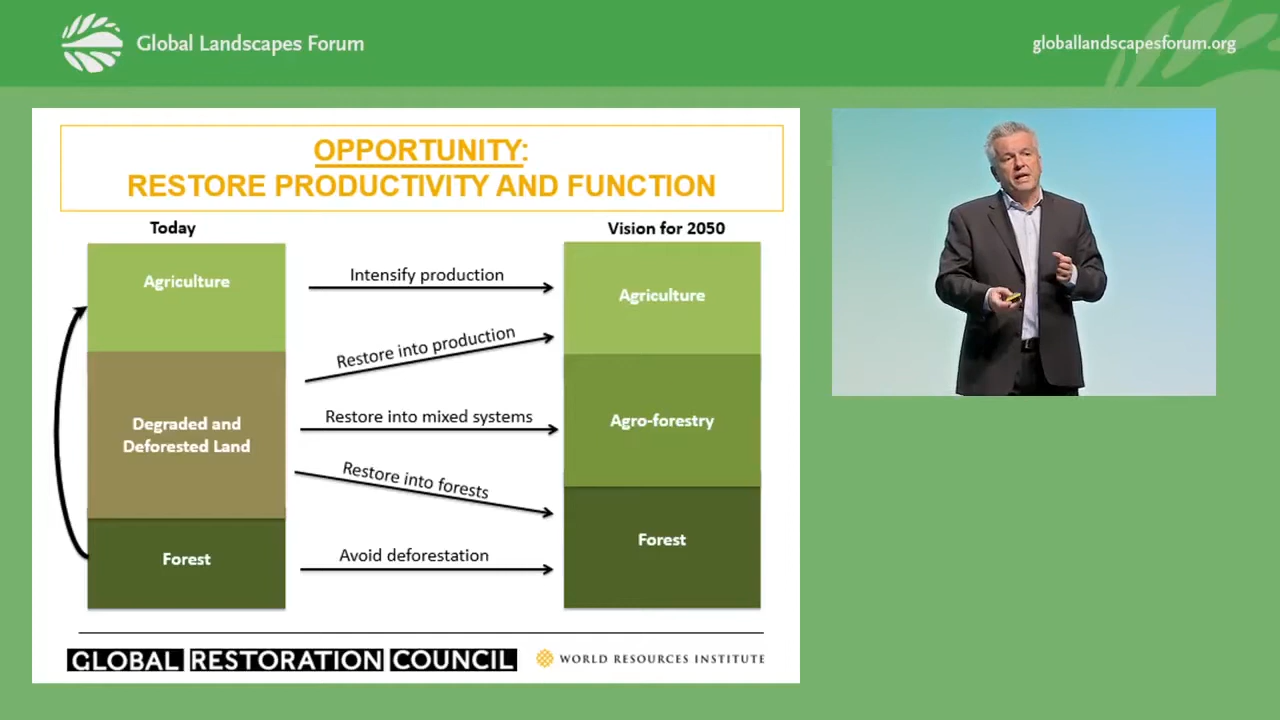 Global Landscapes Forum
globallandscapesforum.org
OPPORTUNITY:
RESTORE PRODUCTIVITY AND FUNCTION
Today
Vision for 2050
Agriculture
Intensify production
Agriculture
Restore into production
Degraded and
Deforested Land
Restore into mixed systems
Agro-forestry
Restore into forests
Forest
Avoid deforestation
Forest
GLOBAL RESTORATION COUNCIL
WORLD RESOURCES INSTITUTE